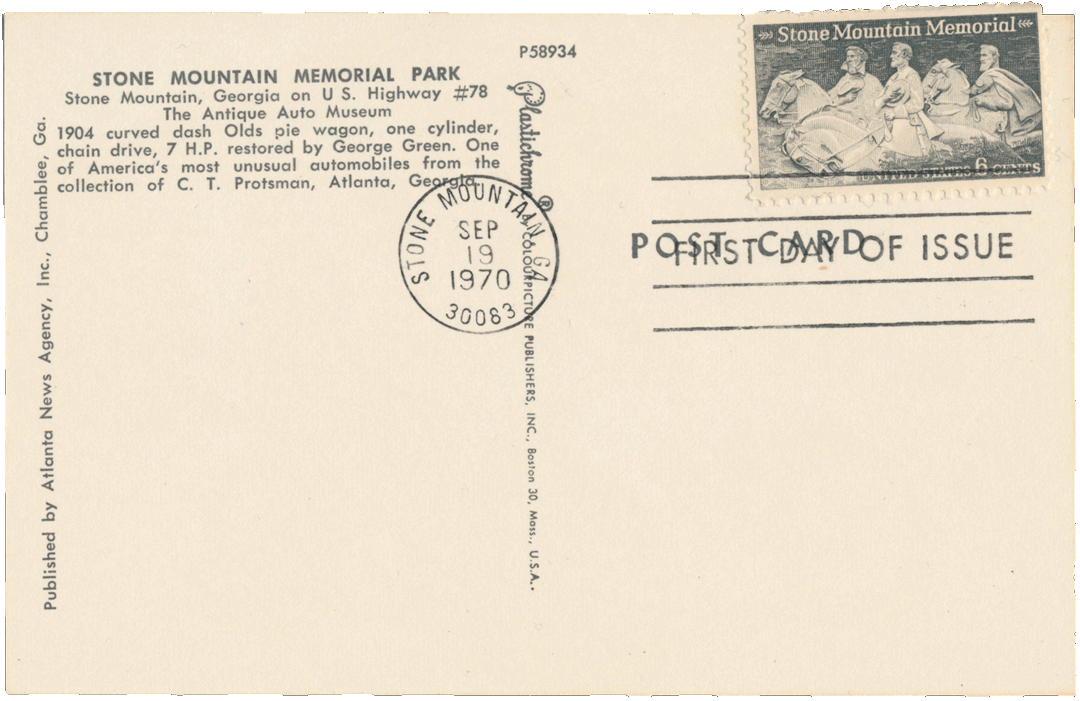 P58934
STONE MOUNTAIN MEMORIAL PARK
Stone Mountain, Georgia on U S. Highway #78
The Antique Auto Museum
1904 curved dash Olds pie wagon, one cylinder,
chain drive, 7 H.P. restored by George Green. One
of America's most unusual automobiles from the
collection of C. T. Protsman, Atlanta, Georgia
Published by Atlanta News Agency, Inc., Chamblee, Ga.
Plastichrome® by COLOURPICTURE PUBLISHERS, INC., Boston 30, Mass., U.S.A.
STONE MOUNTAIN, GA
SEP
19
1970
30083
Stone Mountain Memorial
UNITED STATES 6 CENTS
POST CARD
FIRST DAY OF ISSUE